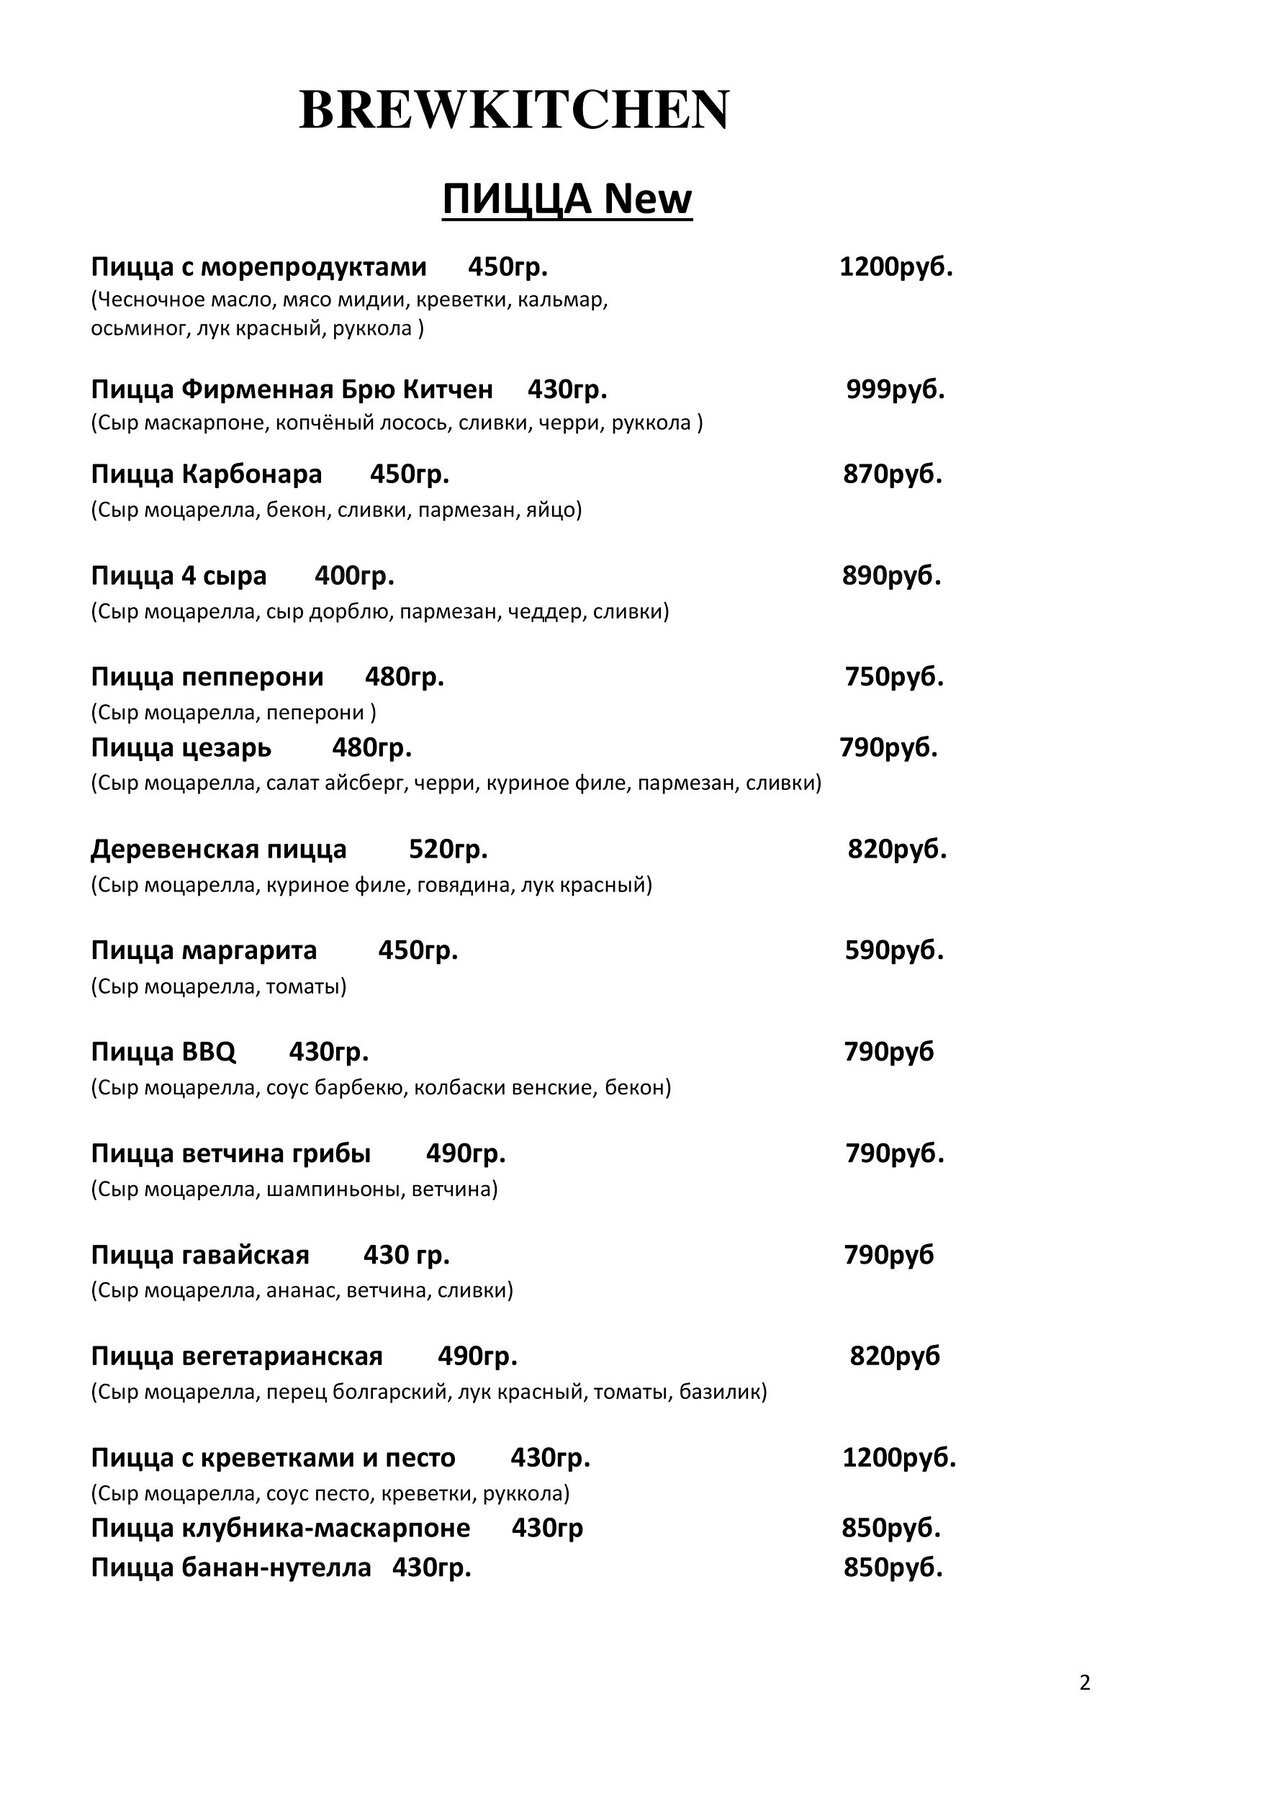 BREWKITCHEN
ПИЦЦА New
Пицца с морепродуктами 450гр. 1200руб.
(Чесночное масло, мясо мидии, креветки, кальмар,
осьминог, лук красный, руккола )
Пицца Фирменная Брю Китчен 430гр. 999руб.
(Сыр маскарпоне, копчёный лосось, сливки, черри, руккола )
Пицца Карбонара 450гр. 870руб.
(Сыр моцарелла, бекон, сливки, пармезан, яйцо)
Пицца 4 сыра 400гр. 890руб.
(Сыр моцарелла, сыр дорблю, пармезан, чеддер, сливки)
Пицца пепперони 480гр. 750руб.
(Сыр моцарелла, пеперони )
Пицца цезарь 480гр. 790руб.
(Сыр моцарелла, салат айсберг, черри, куриное филе, пармезан, сливки)
Деревенская пицца 520гр. 820руб.
(Сыр моцарелла, куриное филе, говядина, лук красный)
Пицца маргарита 450гр. 590руб.
(Сыр моцарелла, томаты)
Пицца BBQ 430гр. 790руб
(Сыр моцарелла, соус барбекю, колбаски венские, бекон)
Пицца ветчина грибы 490гр. 790руб.
(Сыр моцарелла, шампиньоны, ветчина)
Пицца гавайская 430 гр. 790руб
(Сыр моцарелла, ананас, ветчина, сливки)
Пицца вегетарианская 490гр. 820руб
(Сыр моцарелла, перец болгарский, лук красный, томаты, базилик)
Пицца с креветками и песто 430гр. 1200руб.
(Сыр моцарелла, соус песто, креветки, руккола)
Пицца клубника-маскарпоне 430гр 850руб.
Пицца банан-нутелла 430гр. 850руб.
2